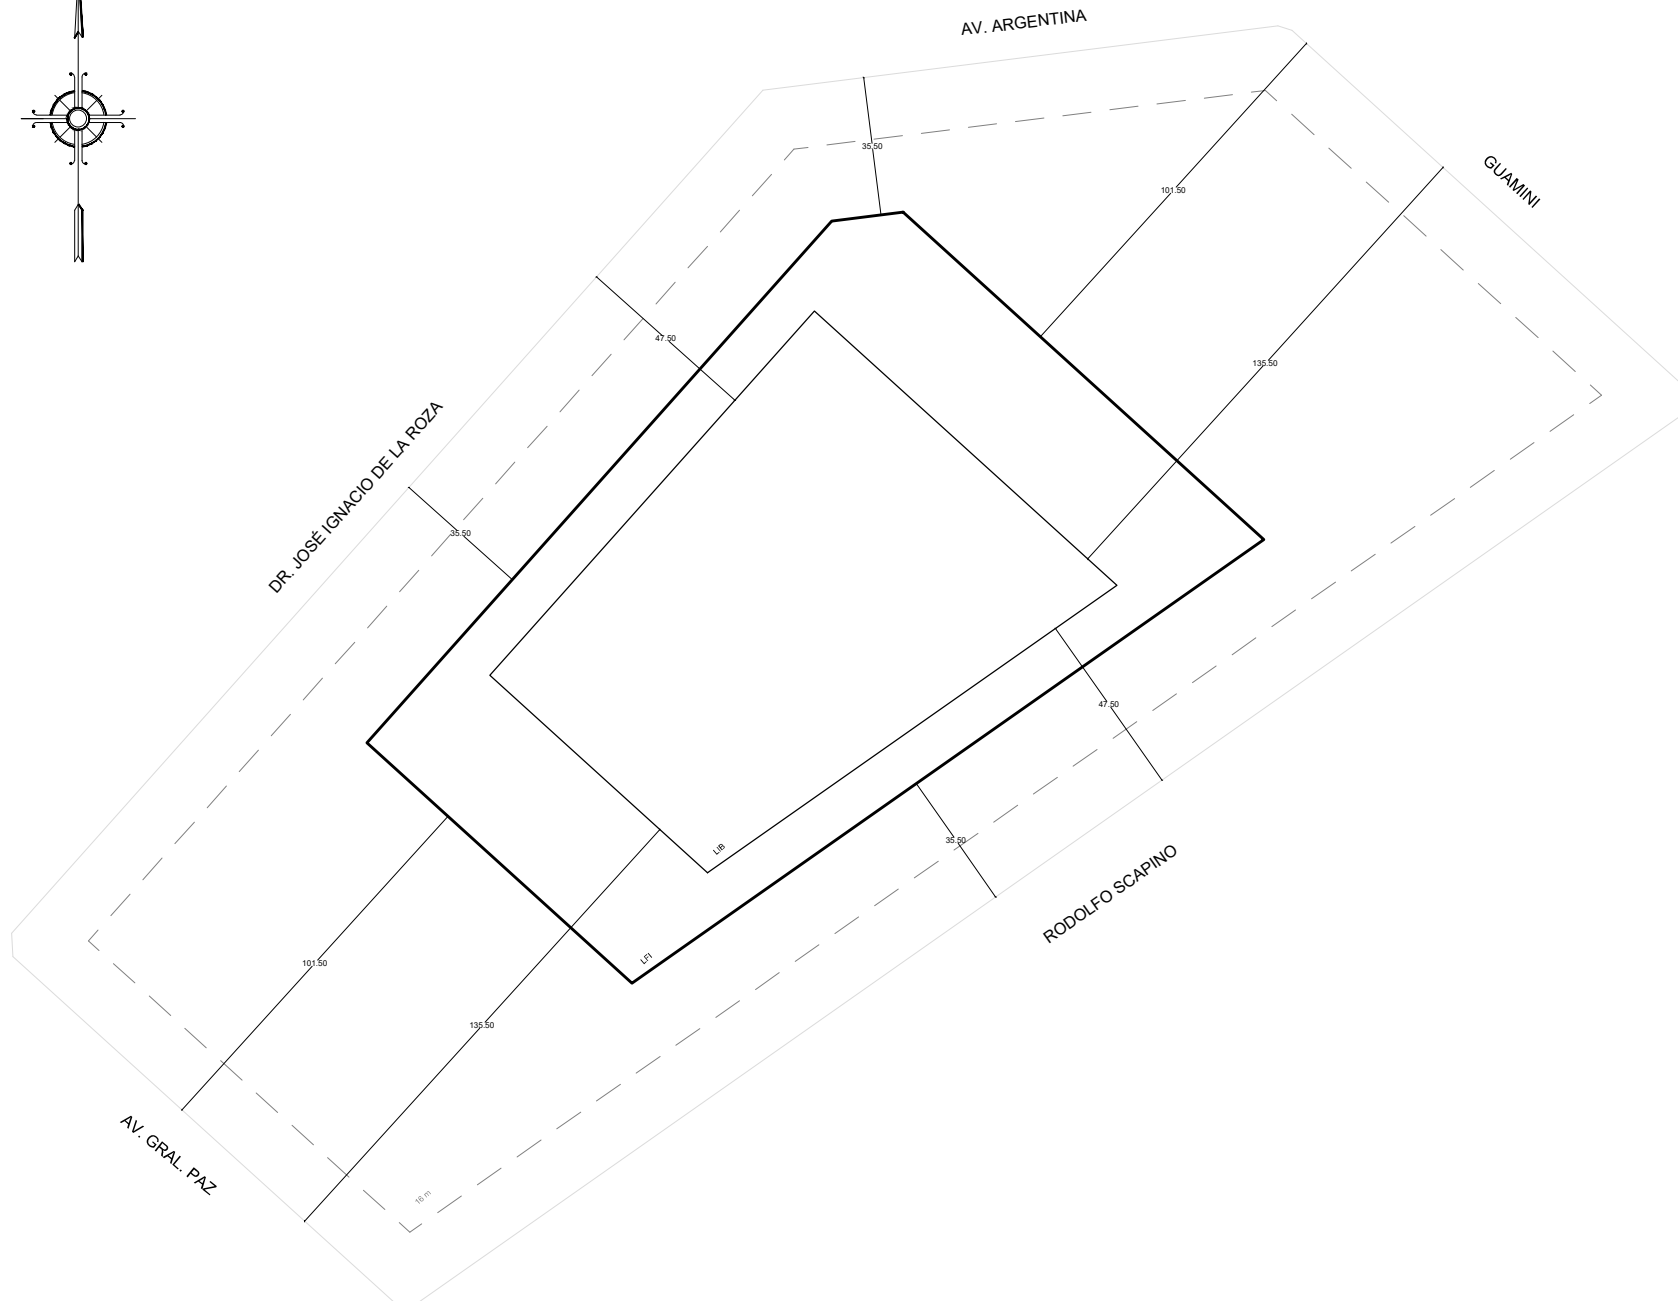 AV. ARGENTINA
35.50
GUAMINI
101.50
47.50
135.50
DR. JOSÉ IGNACIO DE LA ROZA
35.50
47.50
LIB
35.50
RODOLFO SCAPINO
LFI
101.50
135.50
AV. GRAL. PAZ
16 m